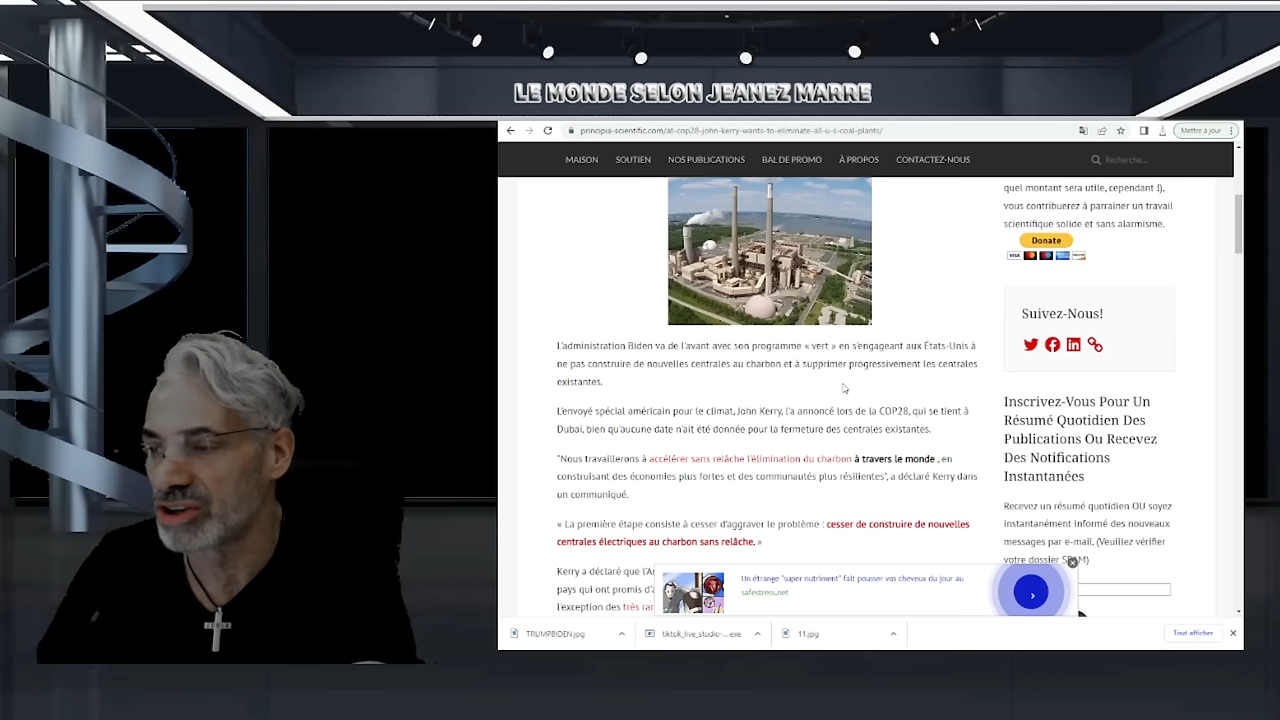 LE MONDE SELON JEANEZ MARRE
principia-scientific.com/at-cop28-john-kerry-wants-to-eliminate-all-u-s-coal-plants/
Mettre à jour
MAISON SOUTIEN NOS PUBLICATIONS BAL DE PROMO À PROPOS CONTACTEZ-NOUS Recherche...
L'administration Biden va de l'avant avec son programme « vert » en s'engageant aux États-Unis à
ne pas construire de nouvelles centrales au charbon et à supprimer progressivement les centrales
existantes.
L'envoyé spécial américain pour le climat, John Kerry, l'a annoncé lors de la COP28, qui se tient à
Dubaï, bien qu'aucune date n'ait été donnée pour la fermeture des centrales existantes.
"Nous travaillerons à accélérer sans relâche l'élimination du charbon à travers le monde , en
construisant des économies plus fortes et des communautés plus résilientes", a déclaré Kerry dans
un communiqué.
« La première étape consiste à cesser d'aggraver le problème : cesser de construire de nouvelles
centrales électriques au charbon sans relâche. »
Kerry a déclaré que l'A
pays qui ont promis d'a
l'exception des très rar
quel montant sera utile, cependant !),
vous contribuerez à parrainer un travail
scientifique solide et sans alarmisme.
Donate
VISA
Suivez-Nous!
Inscrivez-Vous Pour Un
Résumé Quotidien Des
Publications Ou Recevez
Des Notifications
Instantanées
Recevez un résumé quotidien OU soyez
instantanément informé des nouveaux
messages par e-mail. (Veuillez vérifier
votre dossier SPAM)
Un étrange "super nutriment" fait pousser vos cheveux du jour au
safestress.net
TRUMPBIDEN.jpg tiktok_live_studio-....exe 11.jpg Tout afficher